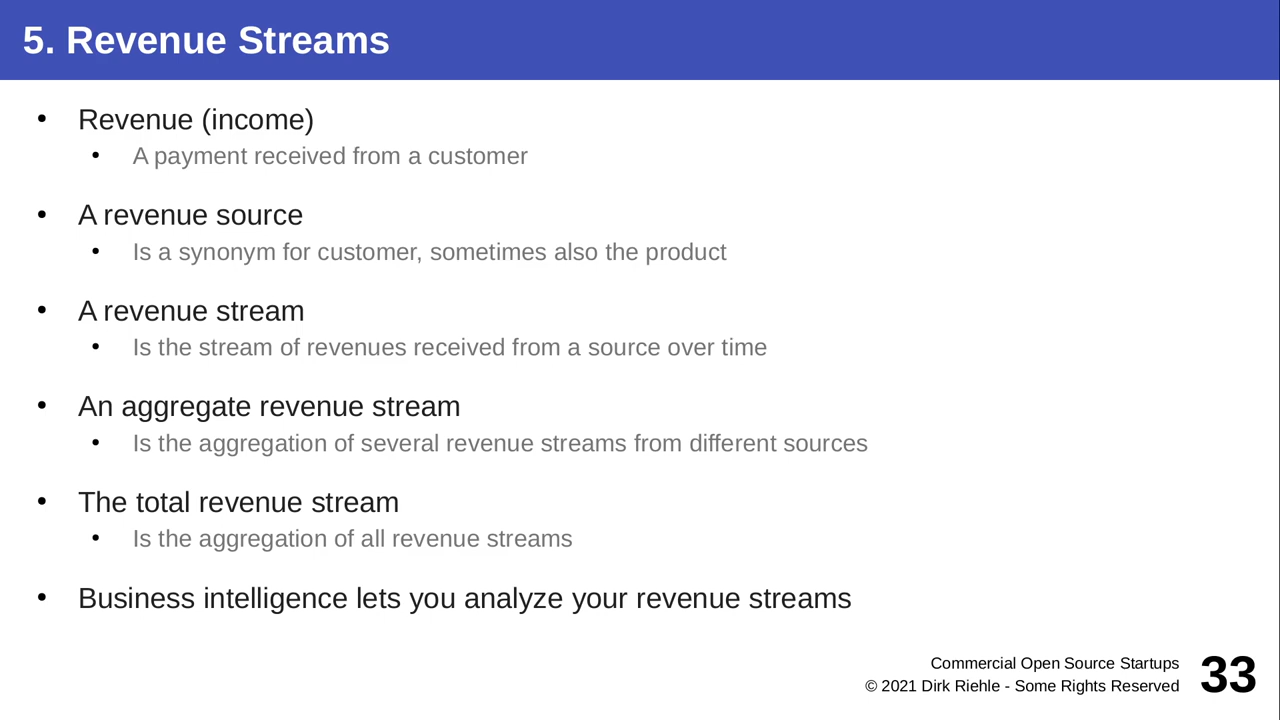 5. Revenue Streams
• Revenue (income)
• A payment received from a customer
• A revenue source
• Is a synonym for customer, sometimes also the product
• A revenue stream
• Is the stream of revenues received from a source over time
• An aggregate revenue stream
• Is the aggregation of several revenue streams from different sources
• The total revenue stream
• Is the aggregation of all revenue streams
• Business intelligence lets you analyze your revenue streams
Commercial Open Source Startups
© 2021 Dirk Riehle - Some Rights Reserved
33